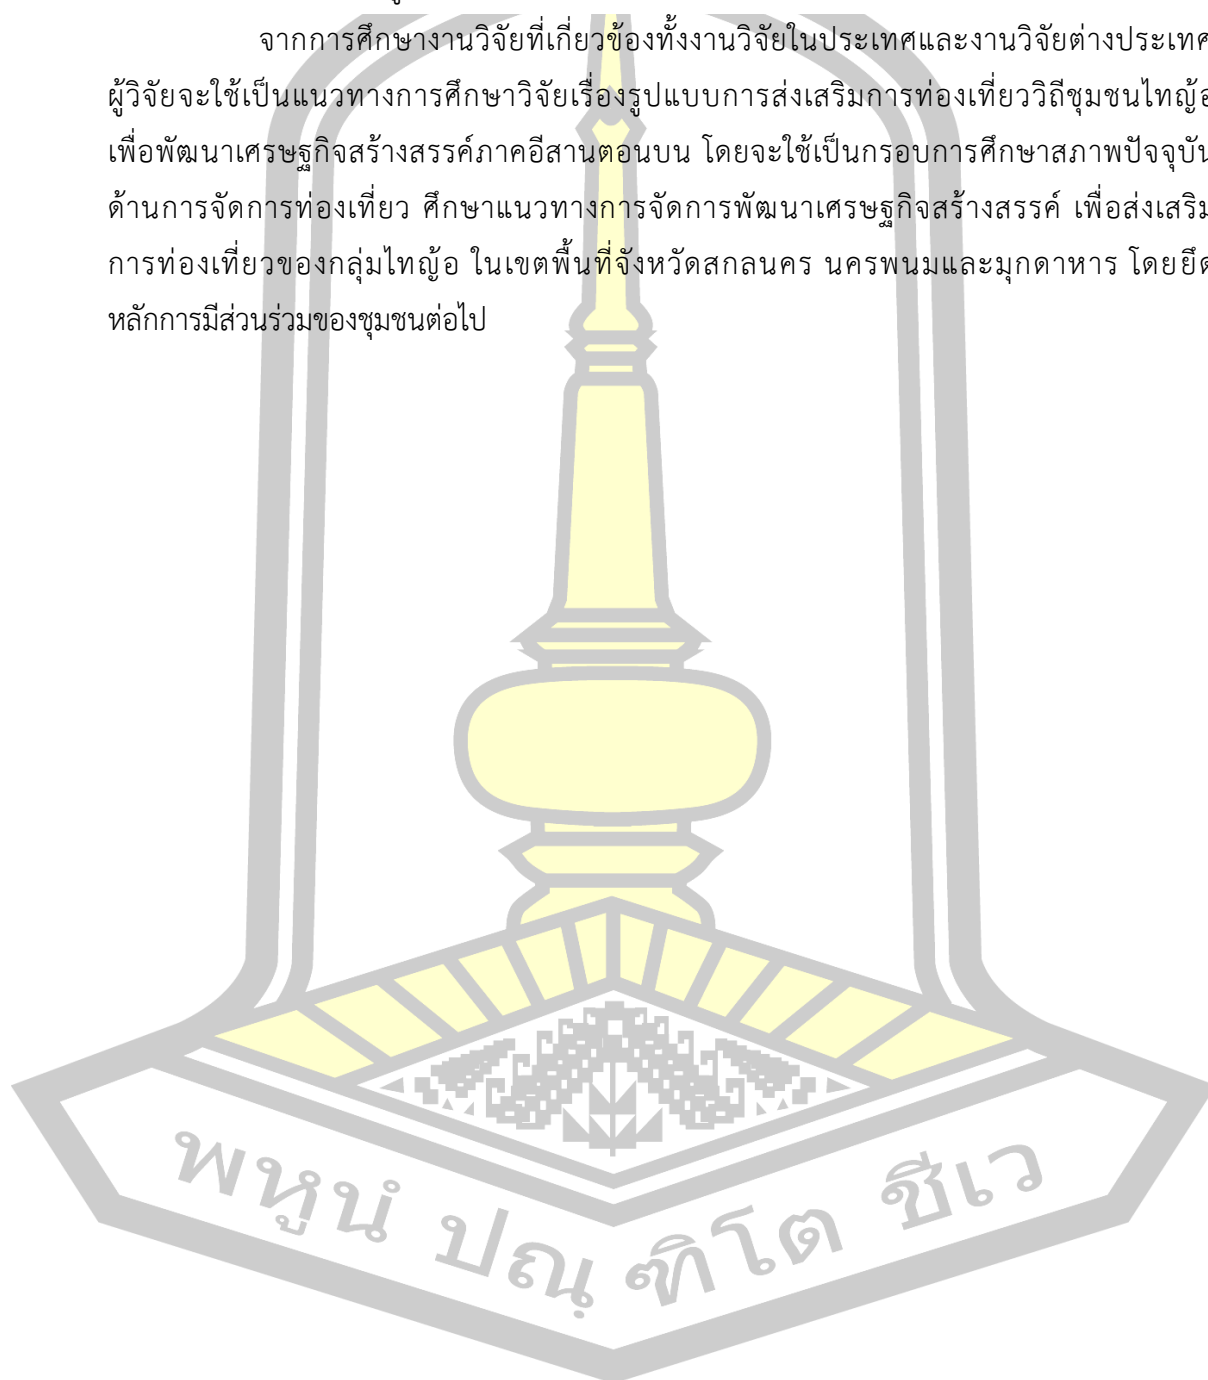 จากการศึกษางานวิจัยที่เกี่ยวข้องทั้งงานวิจัยในประเทศและงานวิจัยต่างประเทศ
ผู้วิจัยจะใช้เป็นแนวทางการศึกษาวิจัยเรื่องรูปแบบการส่งเสริมการท่องเที่ยววิถีชุมชนไทญ้อ
เพื่อพัฒนาเศรษฐกิจสร้างสรรค์ภาคอีสานตอนบน โดยจะใช้เป็นกรอบการศึกษาสภาพปัจจุบัน
ด้านการจัดการท่องเที่ยว ศึกษาแนวทางการจัดการพัฒนาเศรษฐกิจสร้างสรรค์ เพื่อส่งเสริม
การท่องเที่ยวของกลุ่มไทญ้อ ในเขตพื้นที่จังหวัดสกลนคร นครพนมและมุกดาหาร โดยยึด
หลักการมีส่วนร่วมของชุมชนต่อไป
พหูนํ ปณฺฑิโต ชีเว